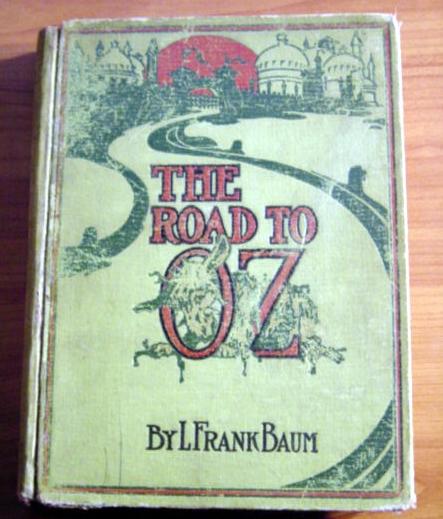 THE
ROAD TO
OZ
BY L FRANK BAUM